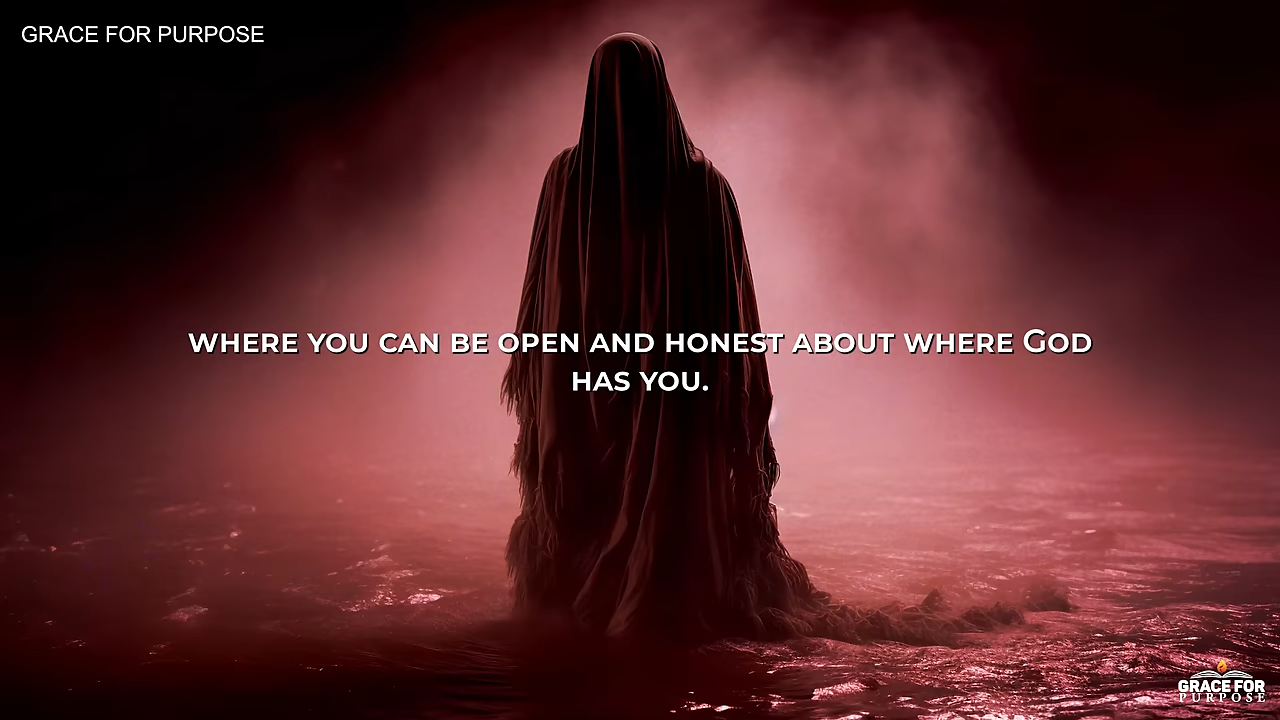 GRACE FOR PURPOSE
WHERE YOU CAN BE OPEN AND HONEST ABOUT WHERE GOD
HAS YOU.
GRACE FOR
PURPOSE